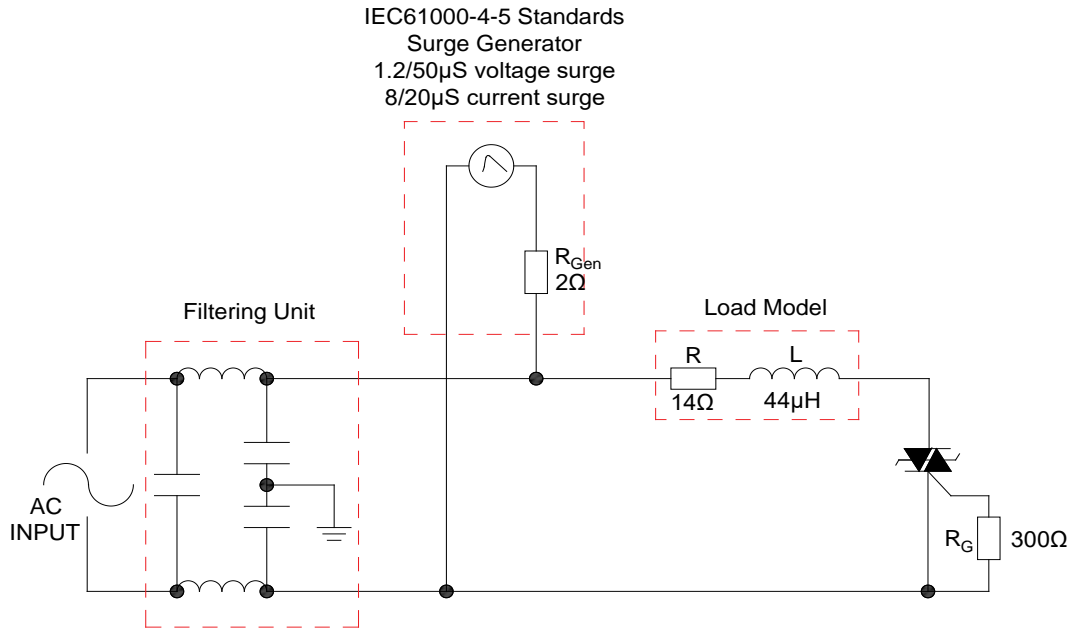 IEC61000-4-5 Standards
Surge Generator
1.2/50µS voltage surge
8/20µS current surge
RGen
2Ω
Filtering Unit
Load Model
R
L
14Ω
44µH
AC
INPUT
RG
300Ω